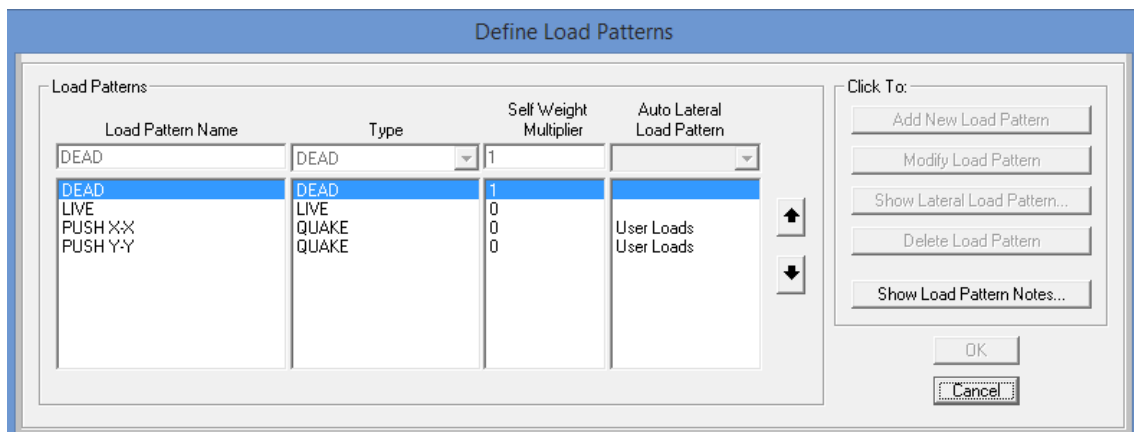 Define Load Patterns
Load Patterns
Load Pattern Name Type Self Weight Multiplier Auto Lateral Load Pattern
DEAD DEAD 1
DEAD DEAD 1
LIVE LIVE 0
PUSH X-X QUAKE 0 User Loads
PUSH Y-Y QUAKE 0 User Loads
Click To:
Add New Load Pattern
Modify Load Pattern
Show Lateral Load Pattern...
Delete Load Pattern
Show Load Pattern Notes...
OK
Cancel